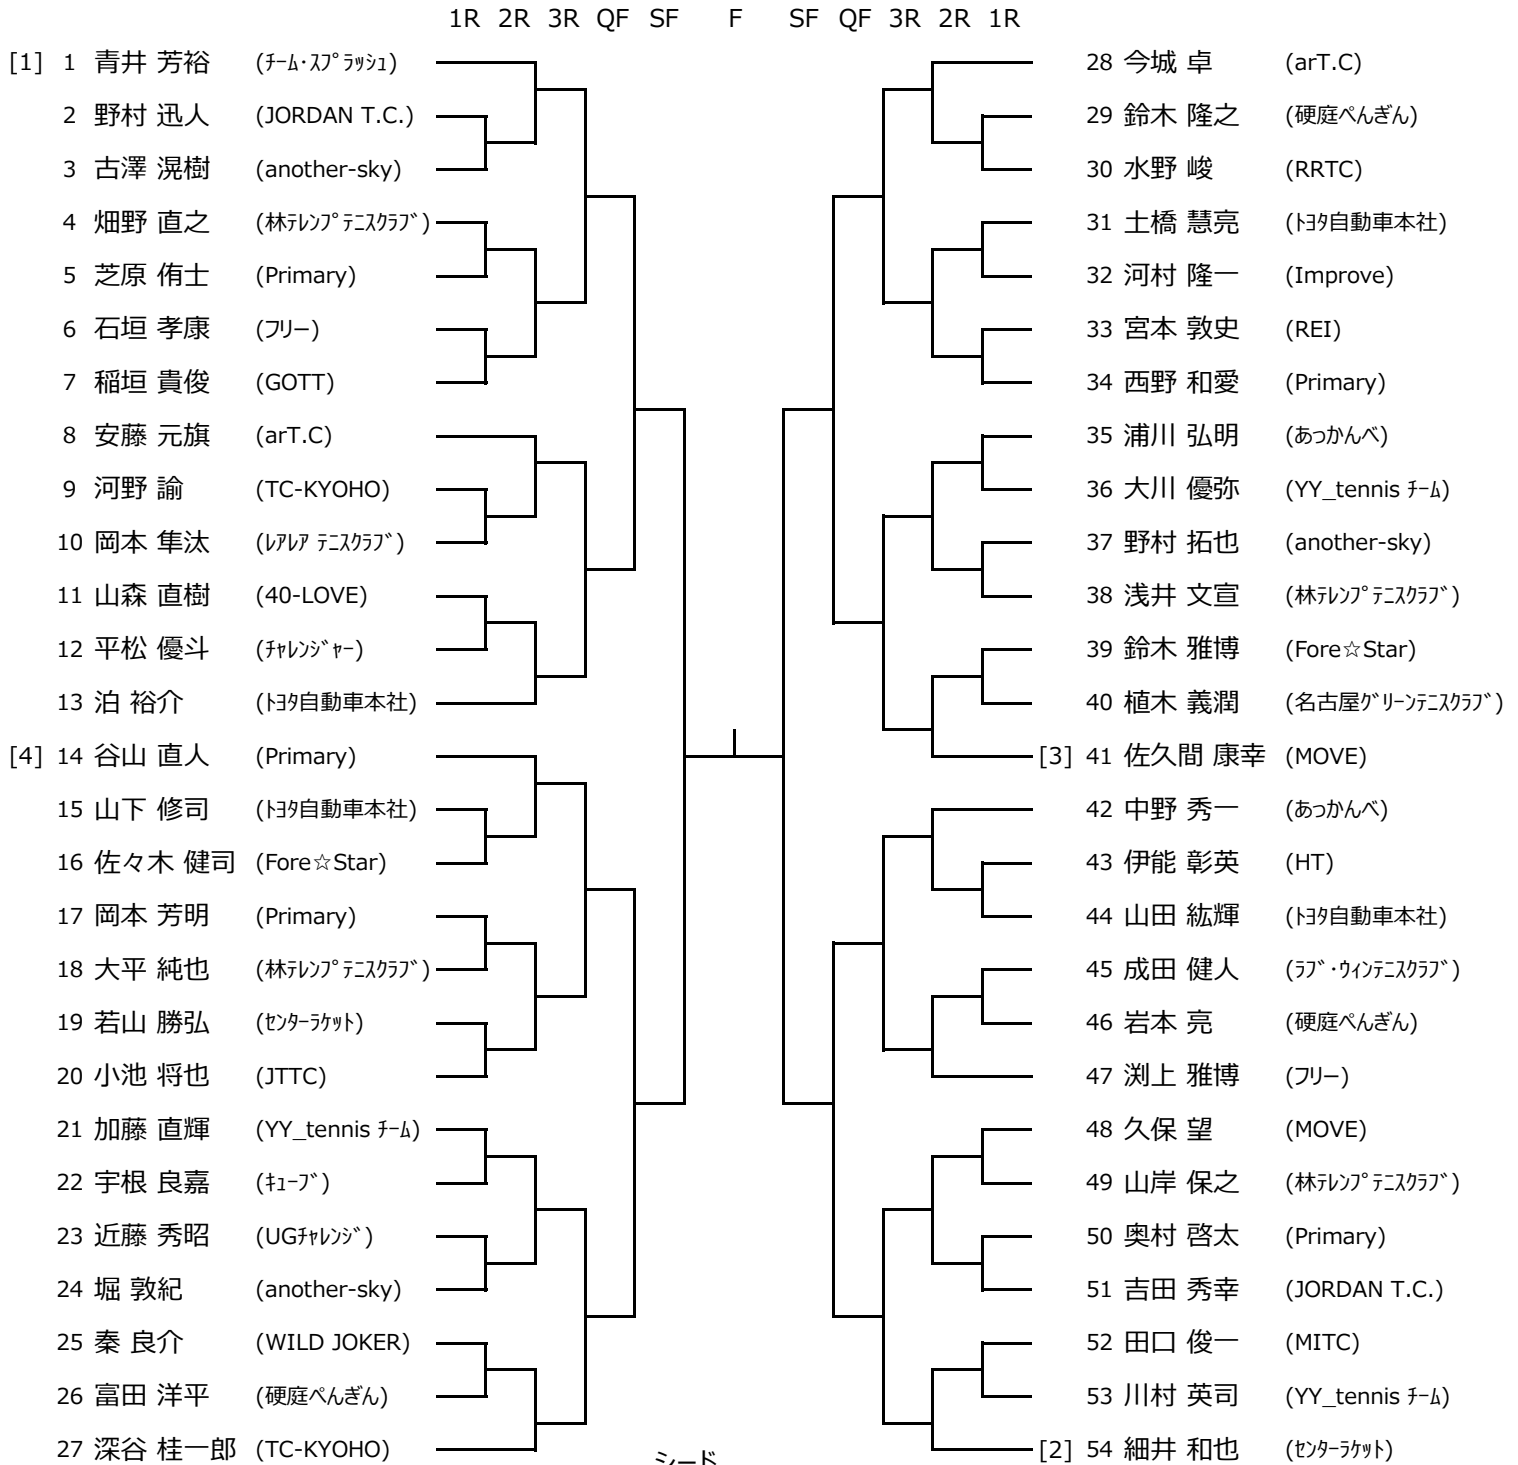 1R 2R 3R QF SF F SF QF 3R 2R 1R
[1] 1 青井 芳裕 (ﾁｰﾑ･ｽﾌﾟﾗｯｼｭ)
2 野村 迅人 (JORDAN T.C.)
3 古澤 滉樹 (another-sky)
4 畑野 直之 (林ﾃﾚﾝﾌﾟﾃﾆｽｸﾗﾌﾞ)
5 芝原 侑士 (Primary)
6 石垣 孝康 (フリー)
7 稲垣 貴俊 (GOTT)
8 安藤 元旗 (arT.C)
9 河野 諭 (TC-KYOHO)
10 岡本 隼汰 (ﾚｱﾚｱ ﾃﾆｽｸﾗﾌﾞ)
11 山森 直樹 (40-LOVE)
12 平松 優斗 (ﾁｬﾚﾝｼﾞｬｰ)
13 泊 裕介 (ﾄﾖﾀ自動車本社)
[4] 14 谷山 直人 (Primary)
15 山下 修司 (ﾄﾖﾀ自動車本社)
16 佐々木 健司 (Fore☆Star)
17 岡本 芳明 (Primary)
18 大平 純也 (林ﾃﾚﾝﾌﾟﾃﾆｽｸﾗﾌﾞ)
19 若山 勝弘 (ｾﾝﾀｰﾗｹｯﾄ)
20 小池 将也 (JTTC)
21 加藤 直輝 (YY_tennis ﾁｰﾑ)
22 宇根 良嘉 (ｷｭｰﾌﾞ)
23 近藤 秀昭 (UGﾁｬﾚﾝｼﾞ)
24 堀 敦紀 (another-sky)
25 秦 良介 (WILD JOKER)
26 富田 洋平 (硬庭ぺんぎん)
27 深谷 桂一郎 (TC-KYOHO)
28 今城 卓 (arT.C)
29 鈴木 隆之 (硬庭ぺんぎん)
30 水野 峻 (RRTC)
31 土橋 慧亮 (ﾄﾖﾀ自動車本社)
32 河村 隆一 (Improve)
33 宮本 敦史 (REI)
34 西野 和愛 (Primary)
35 浦川 弘明 (あっかんべ)
36 大川 優弥 (YY_tennis ﾁｰﾑ)
37 野村 拓也 (another-sky)
38 浅井 文宣 (林ﾃﾚﾝﾌﾟﾃﾆｽｸﾗﾌﾞ)
39 鈴木 雅博 (Fore☆Star)
40 植木 義潤 (名古屋ｸﾞﾘｰﾝﾃﾆｽｸﾗﾌﾞ)
[3] 41 佐久間 康幸 (MOVE)
42 中野 秀一 (あっかんべ)
43 伊能 彰英 (HT)
44 山田 紘輝 (ﾄﾖﾀ自動車本社)
45 成田 健人 (ﾗﾌﾞ･ｳｨﾝﾃﾆｽｸﾗﾌﾞ)
46 岩本 亮 (硬庭ぺんぎん)
47 渕上 雅博 (フリー)
48 久保 望 (MOVE)
49 山岸 保之 (林ﾃﾚﾝﾌﾟﾃﾆｽｸﾗﾌﾞ)
50 奥村 啓太 (Primary)
51 吉田 秀幸 (JORDAN T.C.)
52 田口 俊一 (MITC)
53 川村 英司 (YY_tennis ﾁｰﾑ)
[2] 54 細井 和也 (ｾﾝﾀｰﾗｹｯﾄ)
シード